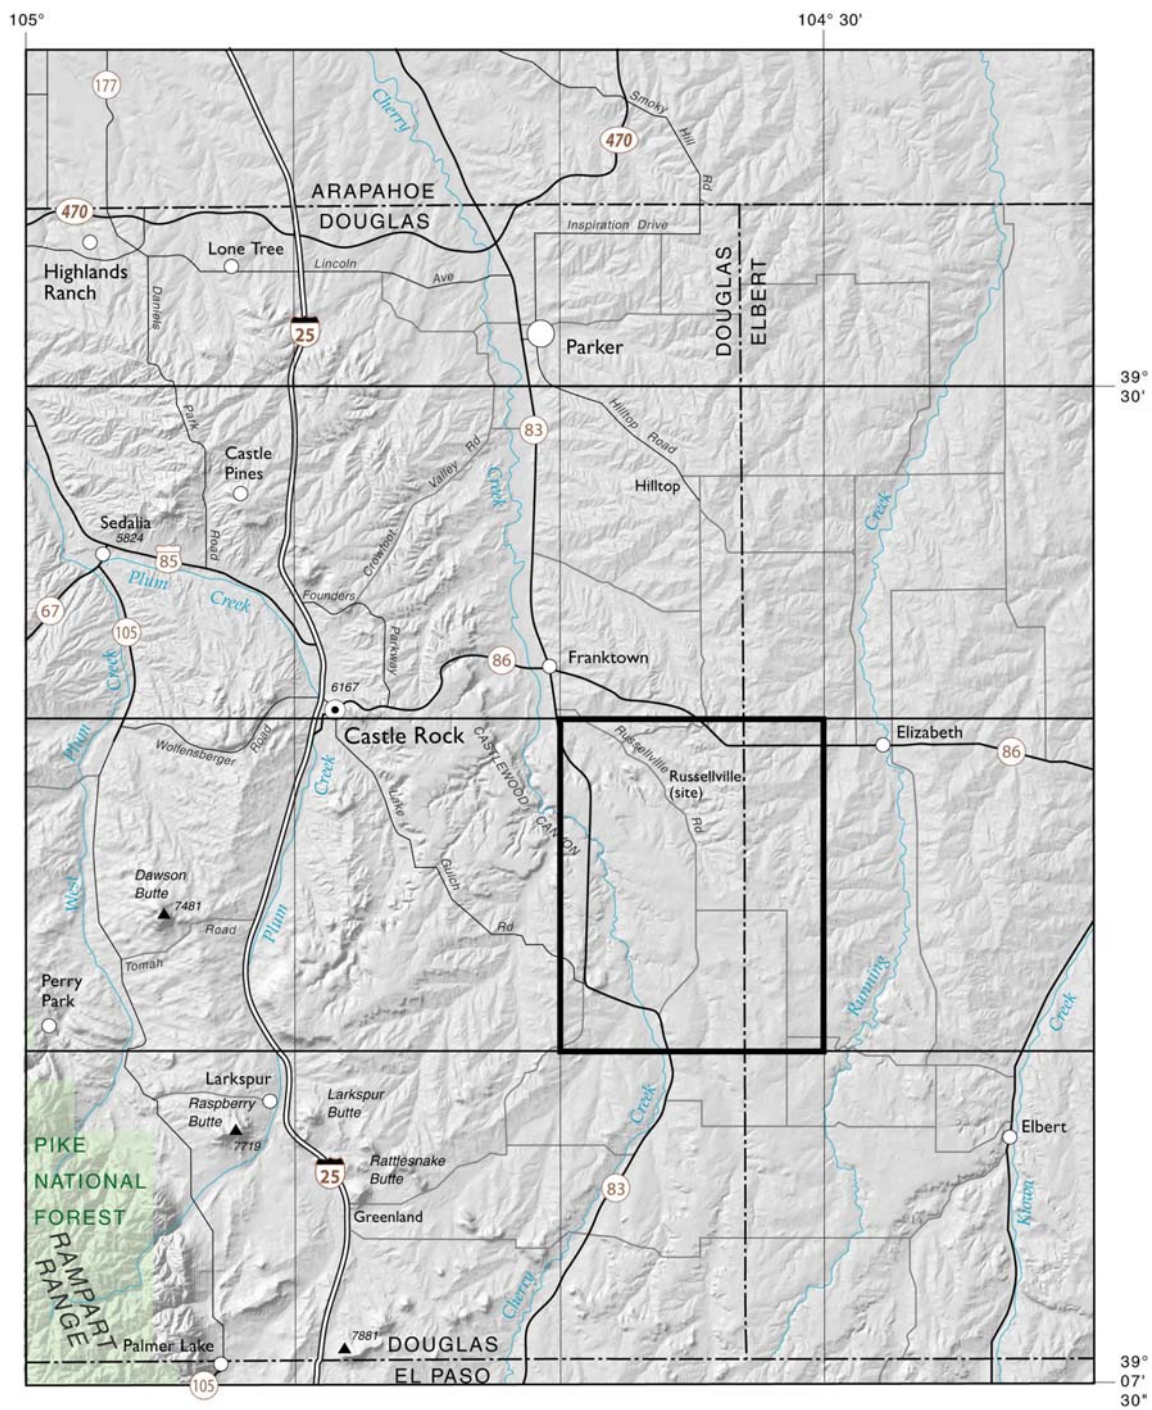 105°
104° 30'
177
Cherry
Smoky
Hill
Rd
470
ARAPAHOE
DOUGLAS
470
Inspiration Drive
Highlands
Ranch
Lone Tree
Lincoln
Ave
Daniels
DOUGLAS
ELBERT
25
Parker
39°
30'
Park
Hilltop Road
83
Castle
Pines
Valley Rd
Creek
Hilltop
Creek
Sedalia
5824
Road
Crowfoot
85
Plum
Creek
Founders
67
105
Parkway
Creek
86
Franktown
6167
Castle Rock
Plum
Wolfensberger
Road
Creek
CASTLEWOOD
CANYON
Russellville
Rd
Russellville
(site)
Elizabeth
86
Lake
Gulch
Rd
Dawson
Butte
7481
West
Road
Plum
Tomah
Perry
Park
Running
Creek
Larkspur
Raspberry
Butte
7719
Larkspur
Butte
Creek
Elbert
PIKE
NATIONAL
FOREST
25
Rattlesnake
Butte
83
Greenland
Kiowa
RAMPART
RANGE
Cherry
Palmer Lake
7881
DOUGLAS
EL PASO
105
39°
07'
30"